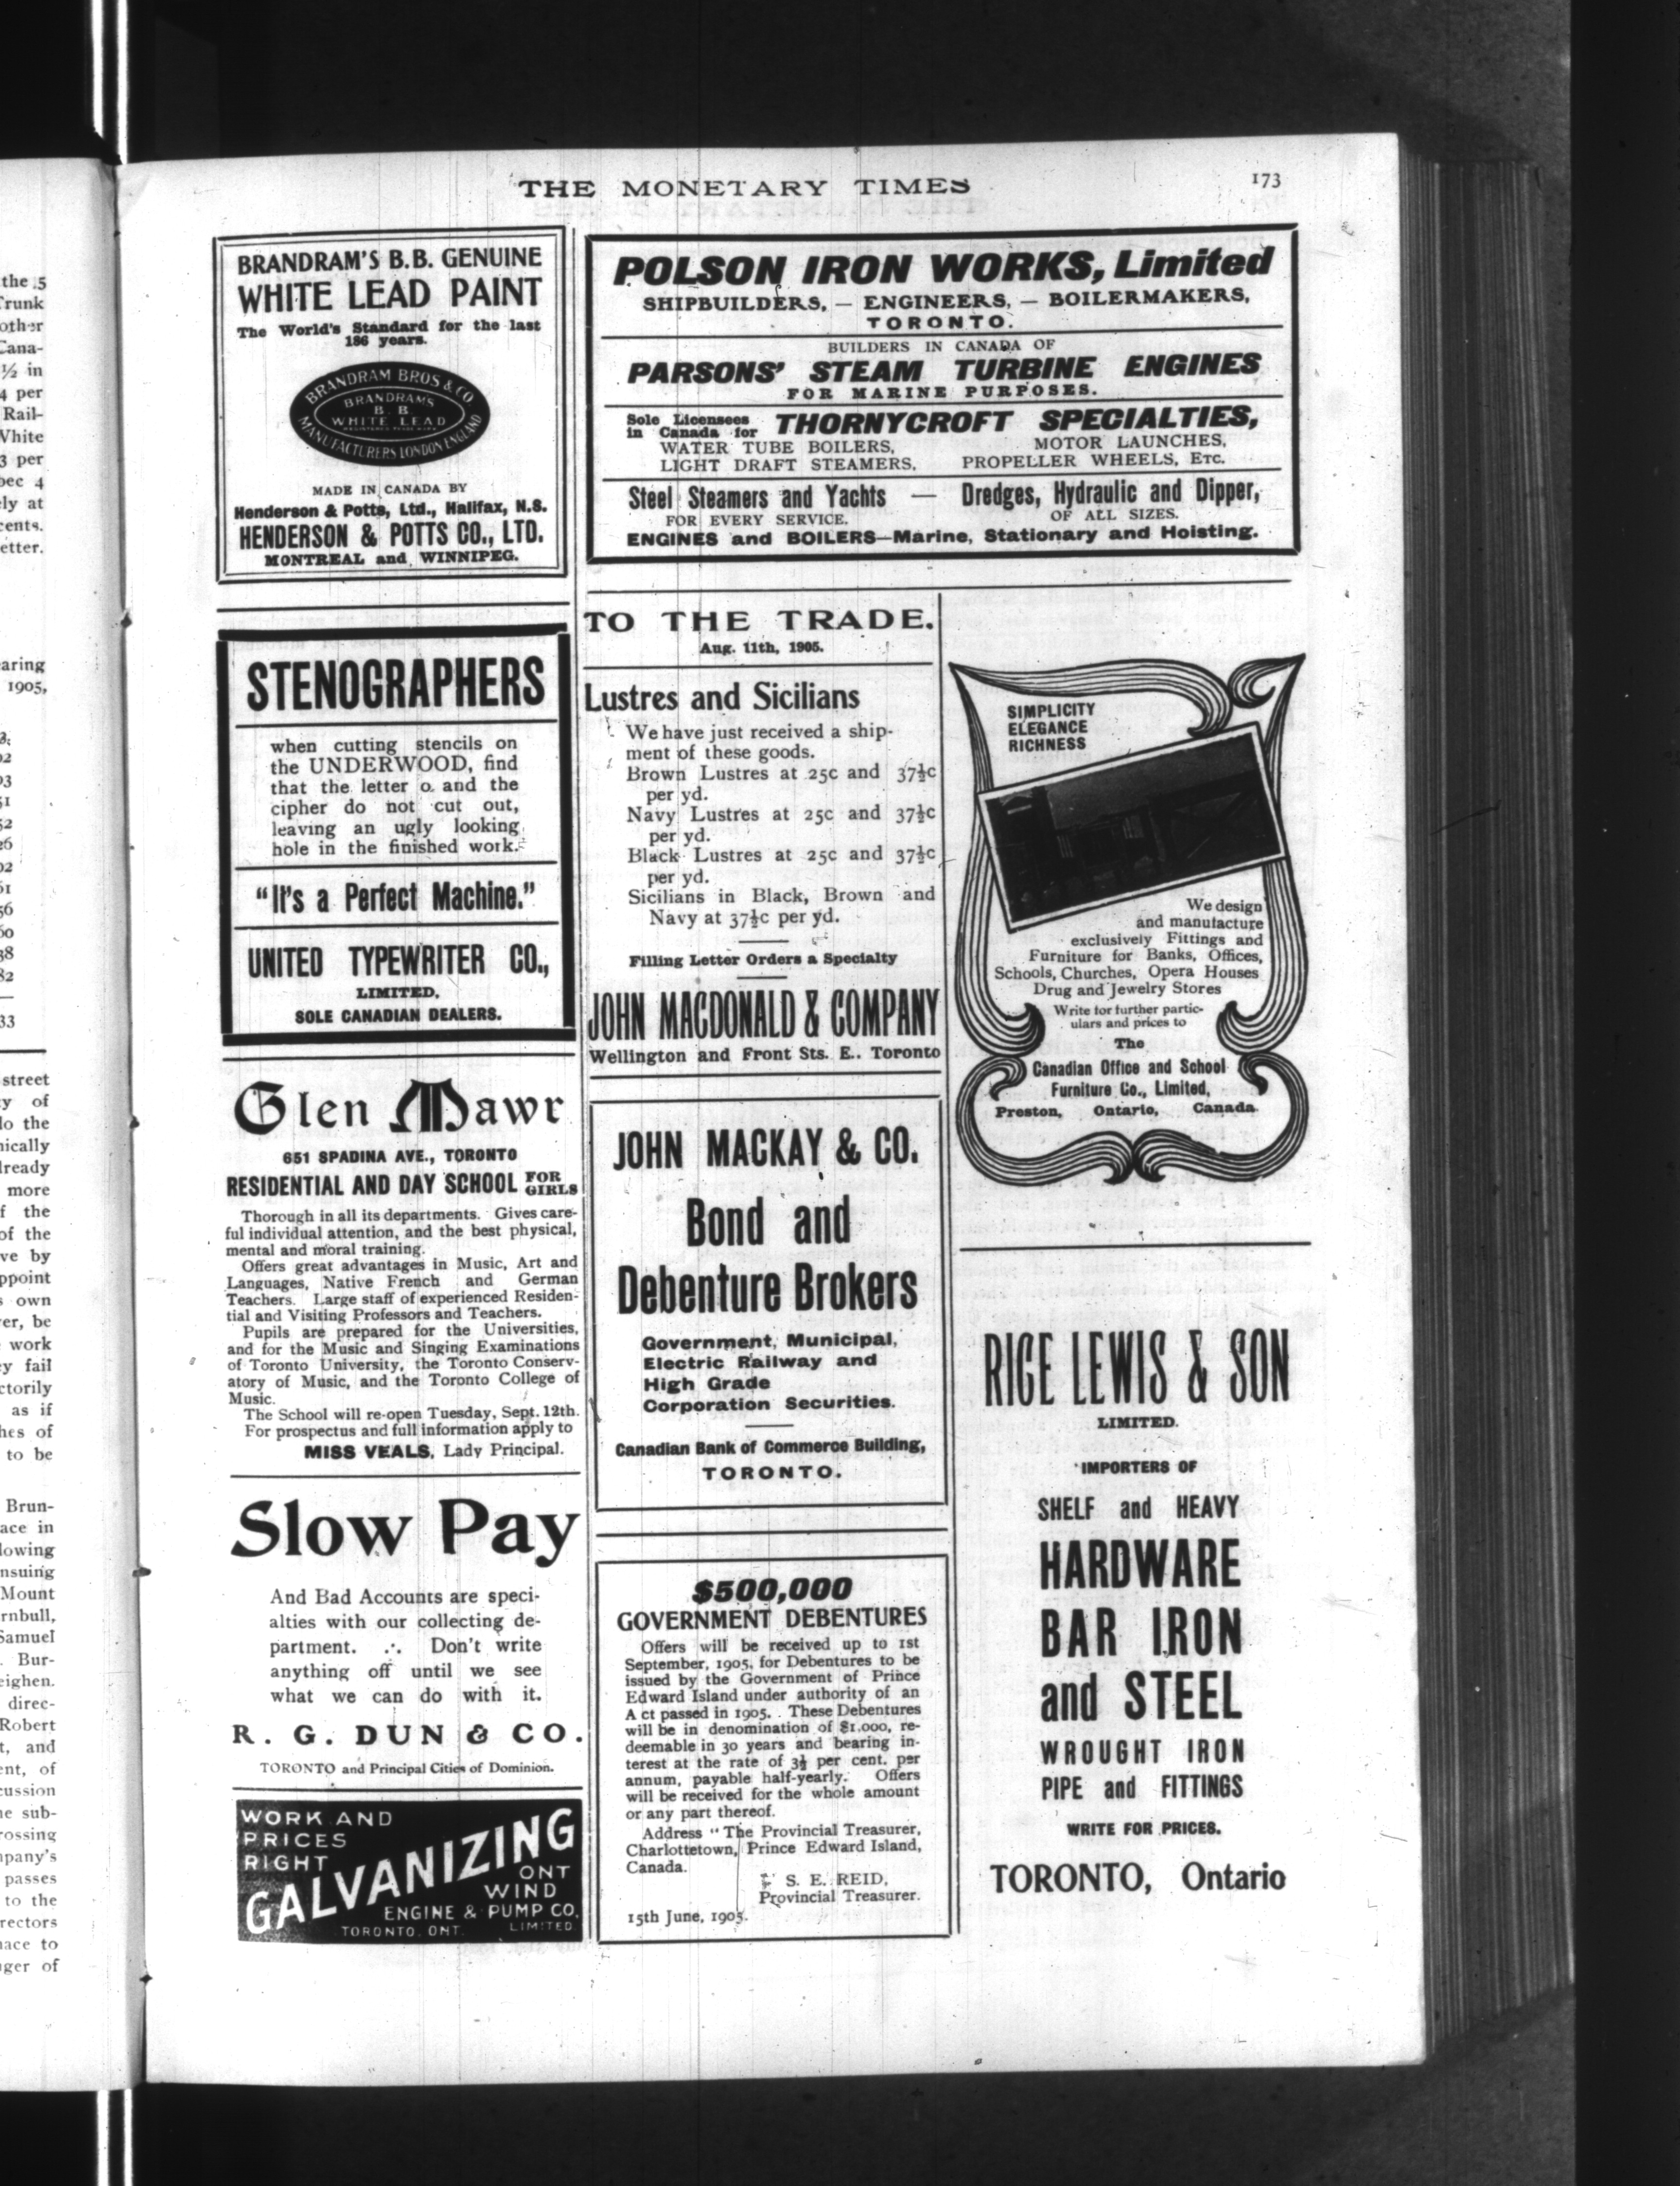 THE MONETARY TIMES
173
BRANDRAM'S B.B. GENUINE
WHITE LEAD PAINT
The World's Standard for the last
186 years.
BRANDRAM BROS & CO
BRANDRAMS
B. B.
WHITE LEAD
MANUFACTURERS LONDON ENGLAND
MADE IN CANADA BY
Henderson & Potts, Ltd., Halifax, N.S.
HENDERSON & POTTS CO., LTD.
MONTREAL and WINNIPEG.
POLSON IRON WORKS, Limited
SHIPBUILDERS, — ENGINEERS, — BOILERMAKERS,
TORONTO.
BUILDERS IN CANADA OF
PARSONS' STEAM TURBINE ENGINES
FOR MARINE PURPOSES.
Sole Licensees
in Canada for THORNYCROFT SPECIALTIES,
WATER TUBE BOILERS, MOTOR LAUNCHES,
LIGHT DRAFT STEAMERS, PROPELLER WHEELS, ETC.
Steel Steamers and Yachts — Dredges, Hydraulic and Dipper,
FOR EVERY SERVICE. OF ALL SIZES.
ENGINES and BOILERS—Marine, Stationary and Hoisting.
STENOGRAPHERS
when cutting stencils on
the UNDERWOOD, find
that the letter o and the
cipher do not cut out,
leaving an ugly looking
hole in the finished work.
"It's a Perfect Machine."
UNITED TYPEWRITER CO.,
LIMITED,
SOLE CANADIAN DEALERS.
Glen Mawr
651 SPADINA AVE., TORONTO
RESIDENTIAL AND DAY SCHOOL FOR GIRLS
Thorough in all its departments. Gives care-
ful individual attention, and the best physical,
mental and moral training.
Offers great advantages in Music, Art and
Languages, Native French and German
Teachers. Large staff of experienced Residen-
tial and Visiting Professors and Teachers.
Pupils are prepared for the Universities,
and for the Music and Singing Examinations
of Toronto University, the Toronto Conserv-
atory of Music, and the Toronto College of
Music.
The School will re-open Tuesday, Sept. 12th.
For prospectus and full information apply to
MISS VEALS, Lady Principal.
Slow Pay
And Bad Accounts are speci-
alties with our collecting de-
partment. .·. Don't write
anything off until we see
what we can do with it.
R. G. DUN & CO.
TORONTO and Principal Cities of Dominion.
WORK AND
PRICES
RIGHT
GALVANIZING
ONT
WIND
ENGINE & PUMP CO.
LIMITED
TORONTO, ONT.
TO THE TRADE.
Aug. 11th, 1905.
Lustres and Sicilians
We have just received a ship-
ment of these goods.
Brown Lustres at 25c and 37½c
per yd.
Navy Lustres at 25c and 37½c
per yd.
Black Lustres at 25c and 37½c
per yd.
Sicilians in Black, Brown and
Navy at 37½c per yd.
Filling Letter Orders a Specialty
JOHN MACDONALD & COMPANY
Wellington and Front Sts. E., Toronto
JOHN MACKAY & CO.
Bond and
Debenture Brokers
Government, Municipal,
Electric Railway and
High Grade
Corporation Securities.
Canadian Bank of Commerce Building,
TORONTO.
$500,000
GOVERNMENT DEBENTURES
Offers will be received up to 1st
September, 1905, for Debentures to be
issued by the Government of Prince
Edward Island under authority of an
Act passed in 1905. These Debentures
will be in denomination of $1,000, re-
deemable in 30 years and bearing in-
terest at the rate of 3½ per cent. per
annum, payable half-yearly. Offers
will be received for the whole amount
or any part thereof.
Address "The Provincial Treasurer,
Charlottetown, Prince Edward Island,
Canada.
S. E. REID,
Provincial Treasurer.
15th June, 1905.
SIMPLICITY
ELEGANCE
RICHNESS
We design
and manufacture
exclusively Fittings and
Furniture for Banks, Offices,
Schools, Churches, Opera Houses
Drug and Jewelry Stores
Write for further partic-
ulars and prices to
The
Canadian Office and School
Furniture Co., Limited,
Preston, Ontario, Canada
RICE LEWIS & SON
LIMITED.
IMPORTERS OF
SHELF and HEAVY
HARDWARE
BAR IRON
and STEEL
WROUGHT IRON
PIPE and FITTINGS
WRITE FOR PRICES.
TORONTO, Ontario